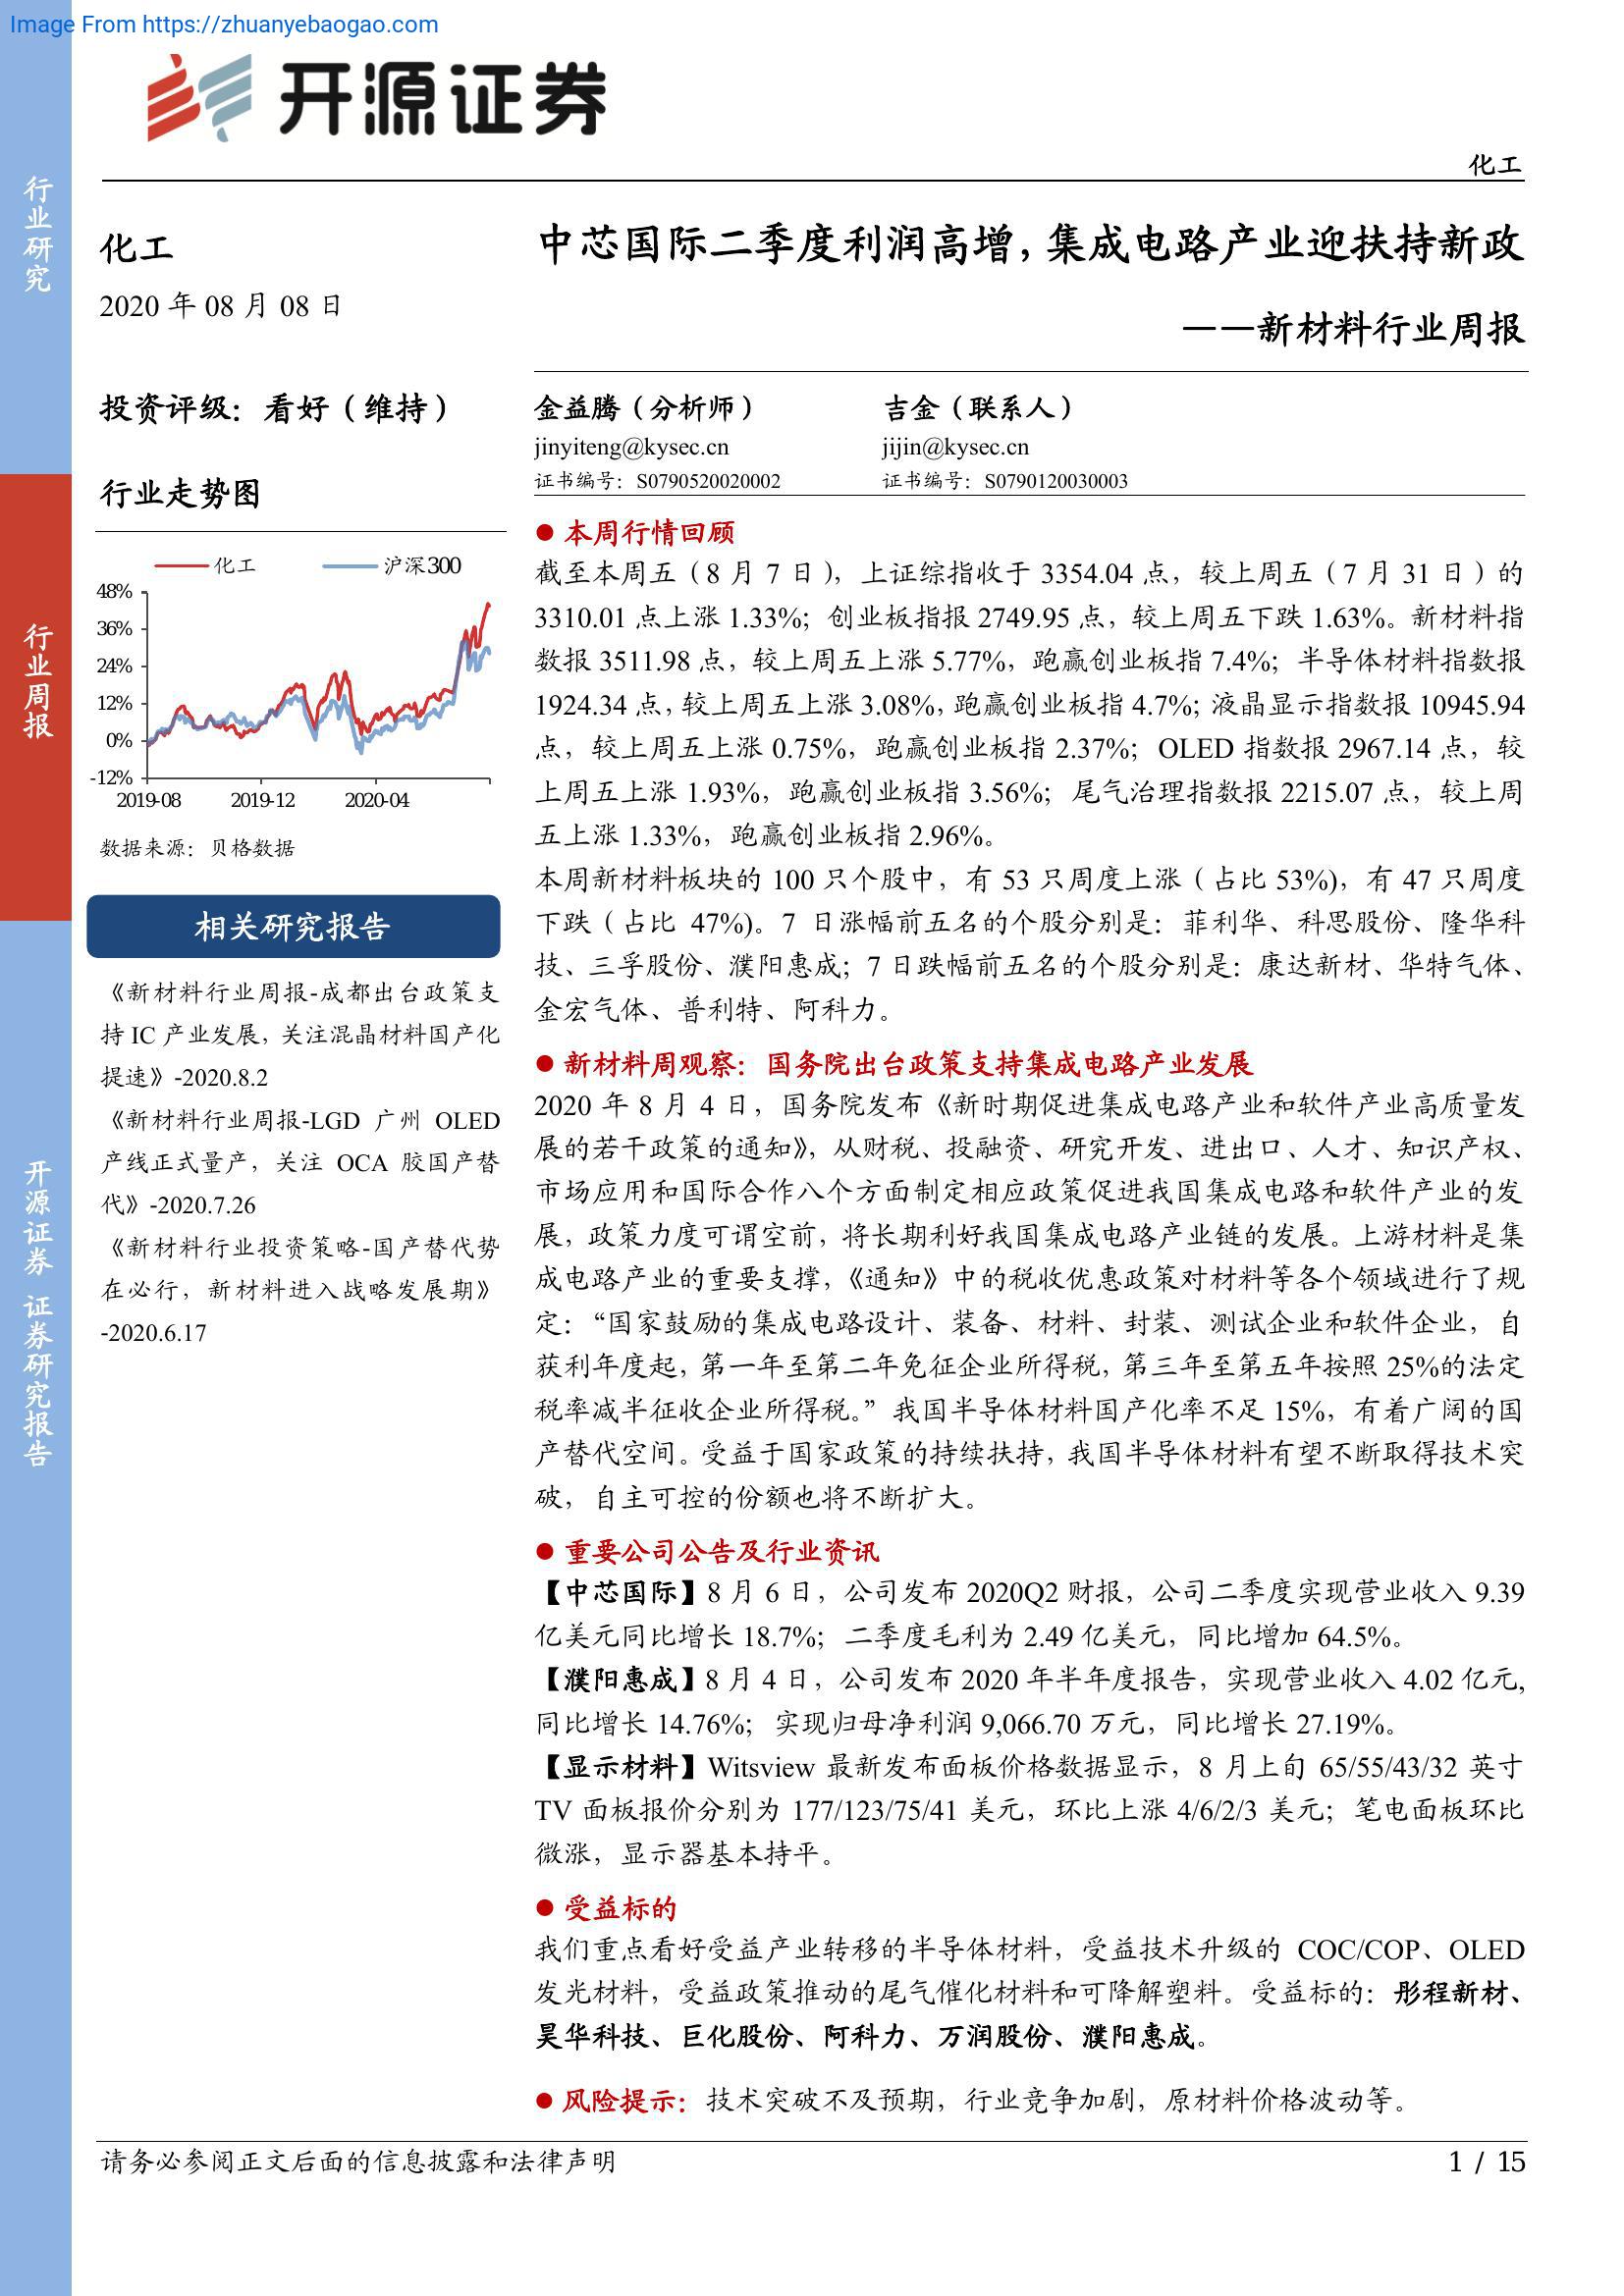 Image From https://zhuanyebaogao.com
开源证券
化工
行业研究
行业周报
开源证券 证券研究报告
化工
2020 年 08 月 08 日
投资评级：看好（维持）
行业走势图
化工 沪深300
48%
36%
24%
12%
0%
-12%
2019-08 2019-12 2020-04
数据来源：贝格数据
相关研究报告
《新材料行业周报-成都出台政策支
持 IC 产业发展，关注混晶材料国产化
提速》-2020.8.2
《新材料行业周报-LGD 广州 OLED
产线正式量产，关注 OCA 胶国产替
代》-2020.7.26
《新材料行业投资策略-国产替代势
在必行，新材料进入战略发展期》
-2020.6.17
中芯国际二季度利润高增，集成电路产业迎扶持新政
——新材料行业周报
金益腾（分析师） 吉金（联系人）
jinyiteng@kysec.cn jijin@kysec.cn
证书编号：S0790520020002 证书编号：S0790120030003
● 本周行情回顾
截至本周五（8 月 7 日），上证综指收于 3354.04 点，较上周五（7 月 31 日）的
3310.01 点上涨 1.33%；创业板指报 2749.95 点，较上周五下跌 1.63%。新材料指
数报 3511.98 点，较上周五上涨 5.77%，跑赢创业板指 7.4%；半导体材料指数报
1924.34 点，较上周五上涨 3.08%，跑赢创业板指 4.7%；液晶显示指数报 10945.94
点，较上周五上涨 0.75%，跑赢创业板指 2.37%；OLED 指数报 2967.14 点，较
上周五上涨 1.93%，跑赢创业板指 3.56%；尾气治理指数报 2215.07 点，较上周
五上涨 1.33%，跑赢创业板指 2.96%。
本周新材料板块的 100 只个股中，有 53 只周度上涨（占比 53%)，有 47 只周度
下跌（占比 47%)。7 日涨幅前五名的个股分别是：菲利华、科思股份、隆华科
技、三孚股份、濮阳惠成；7 日跌幅前五名的个股分别是：康达新材、华特气体、
金宏气体、普利特、阿科力。
● 新材料周观察：国务院出台政策支持集成电路产业发展
2020 年 8 月 4 日，国务院发布《新时期促进集成电路产业和软件产业高质量发
展的若干政策的通知》，从财税、投融资、研究开发、进出口、人才、知识产权、
市场应用和国际合作八个方面制定相应政策促进我国集成电路和软件产业的发
展，政策力度可谓空前，将长期利好我国集成电路产业链的发展。上游材料是集
成电路产业的重要支撑，《通知》中的税收优惠政策对材料等各个领域进行了规
定：“国家鼓励的集成电路设计、装备、材料、封装、测试企业和软件企业，自
获利年度起，第一年至第二年免征企业所得税，第三年至第五年按照 25%的法定
税率减半征收企业所得税。”我国半导体材料国产化率不足 15%，有着广阔的国
产替代空间。受益于国家政策的持续扶持，我国半导体材料有望不断取得技术突
破，自主可控的份额也将不断扩大。
● 重要公司公告及行业资讯
【中芯国际】8 月 6 日，公司发布 2020Q2 财报，公司二季度实现营业收入 9.39
亿美元同比增长 18.7%；二季度毛利为 2.49 亿美元，同比增加 64.5%。
【濮阳惠成】8 月 4 日，公司发布 2020 年半年度报告，实现营业收入 4.02 亿元，
同比增长 14.76%；实现归母净利润 9,066.70 万元，同比增长 27.19%。
【显示材料】Witsview 最新发布面板价格数据显示，8 月上旬 65/55/43/32 英寸
TV 面板报价分别为 177/123/75/41 美元，环比上涨 4/6/2/3 美元；笔电面板环比
微涨，显示器基本持平。
● 受益标的
我们重点看好受益产业转移的半导体材料，受益技术升级的 COC/COP、OLED
发光材料，受益政策推动的尾气催化材料和可降解塑料。受益标的：彤程新材、
昊华科技、巨化股份、阿科力、万润股份、濮阳惠成。
● 风险提示：技术突破不及预期，行业竞争加剧，原材料价格波动等。
请务必参阅正文后面的信息披露和法律声明
1 / 15